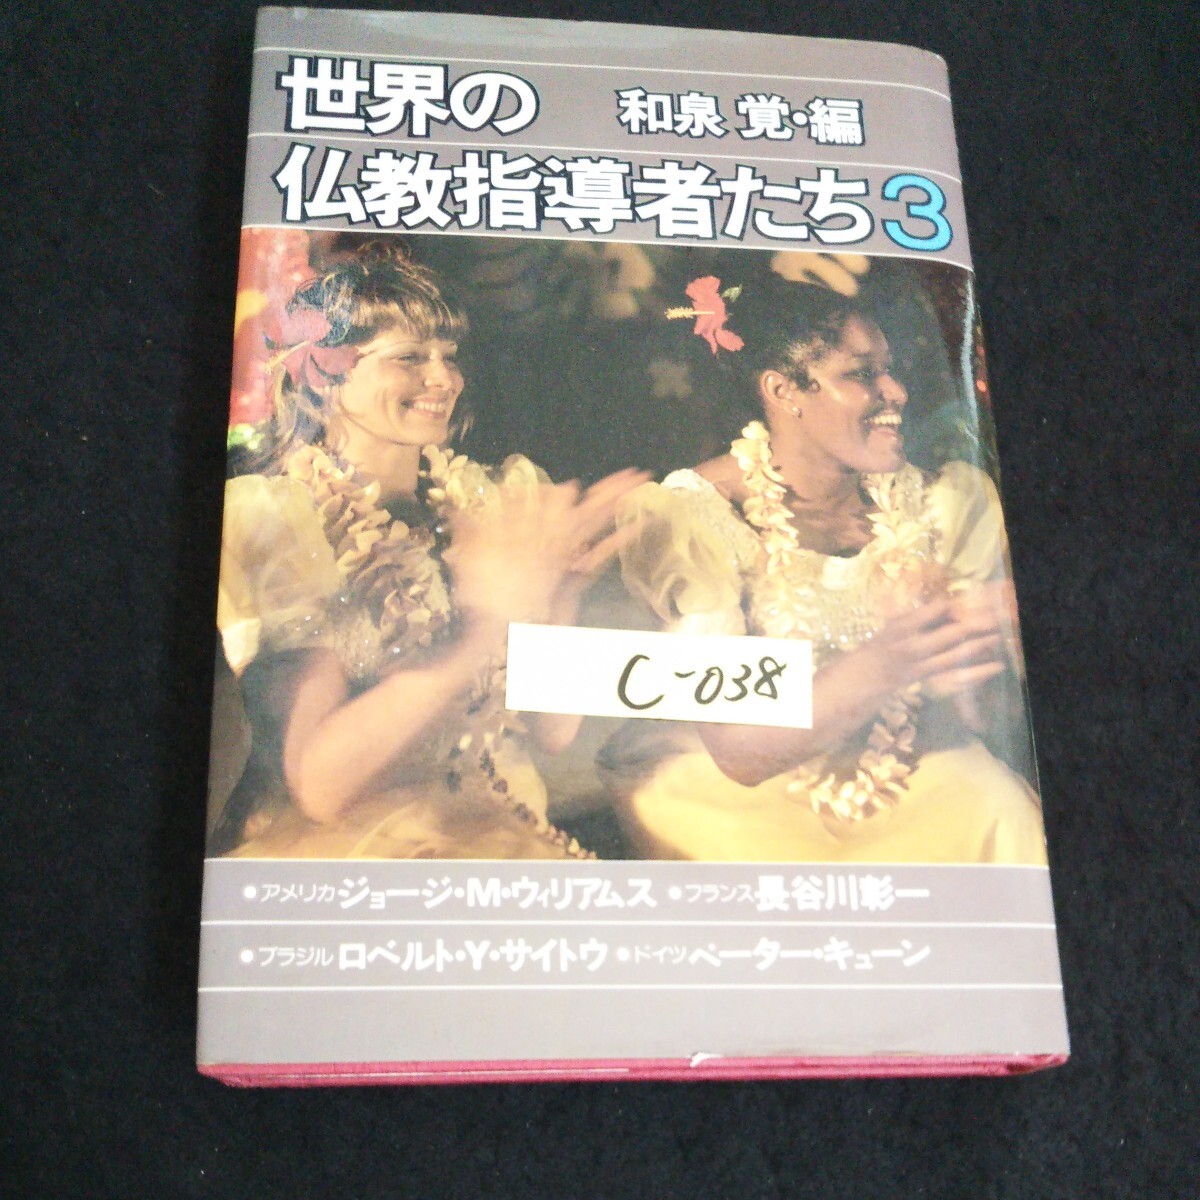 世界の 和泉 覚・編
仏教指導者たち3
C-038
•アメリカ ジョージ・M・ウィリアムス •フランス 長谷川彰一
•ブラジル ロベルト・Y・サイトウ •ドイツ ペーター・キューン